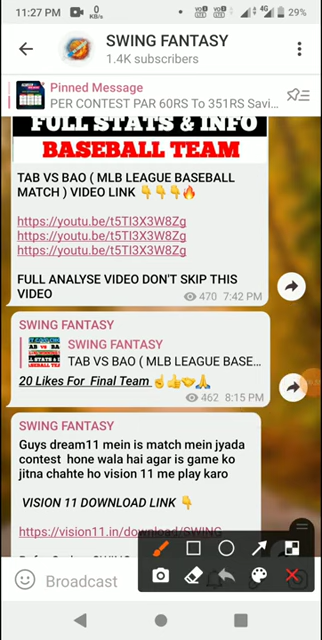 11:27 PM
0
KB/s
4G
29%
SWING FANTASY
1.4K subscribers
Pinned Message
PER CONTEST PAR 60RS To 351RS Savi...
FULL STATS & INFO
BASEBALL TEAM
TAB VS BAO ( MLB LEAGUE BASEBALL
MATCH ) VIDEO LINK 👇👇👇🔥
https://youtu.be/t5TI3X3W8Zg
https://youtu.be/t5TI3X3W8Zg
https://youtu.be/t5TI3X3W8Zg
FULL ANALYSE VIDEO DON'T SKIP THIS
VIDEO
470 7:42 PM
SWING FANTASY
SWING FANTASY
TAB VS BAO ( MLB LEAGUE BASE...
20 Likes For Final Team ☝👍🤝🙏
462 8:15 PM
SWING FANTASY
Guys dream11 mein is match mein jyada
contest hone wala hai agar is game ko
jitna chahte ho vision 11 me play karo
VISION 11 DOWNLOAD LINK 👇
https://vision11.in/download/SWING
Broadcast